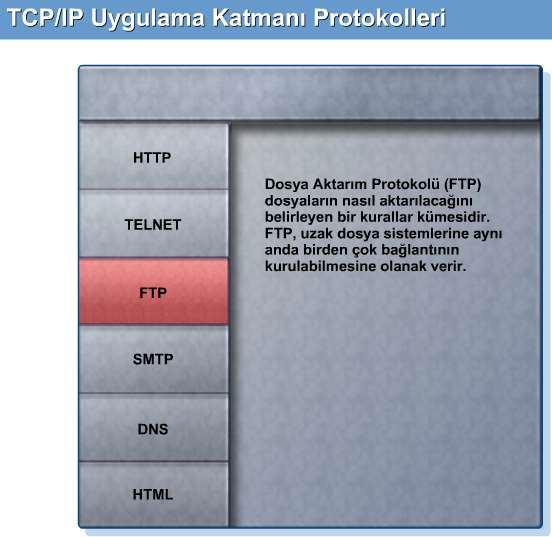 TCP/IP Uygulama Katmanı Protokolleri
HTTP
TELNET
FTP
SMTP
DNS
HTML
Dosya Aktarım Protokolü (FTP)
dosyaların nasıl aktarılacağını
belirleyen bir kurallar kümesidir.
FTP, uzak dosya sistemlerine aynı
anda birden çok bağlantının
kurulabilmesine olanak verir.